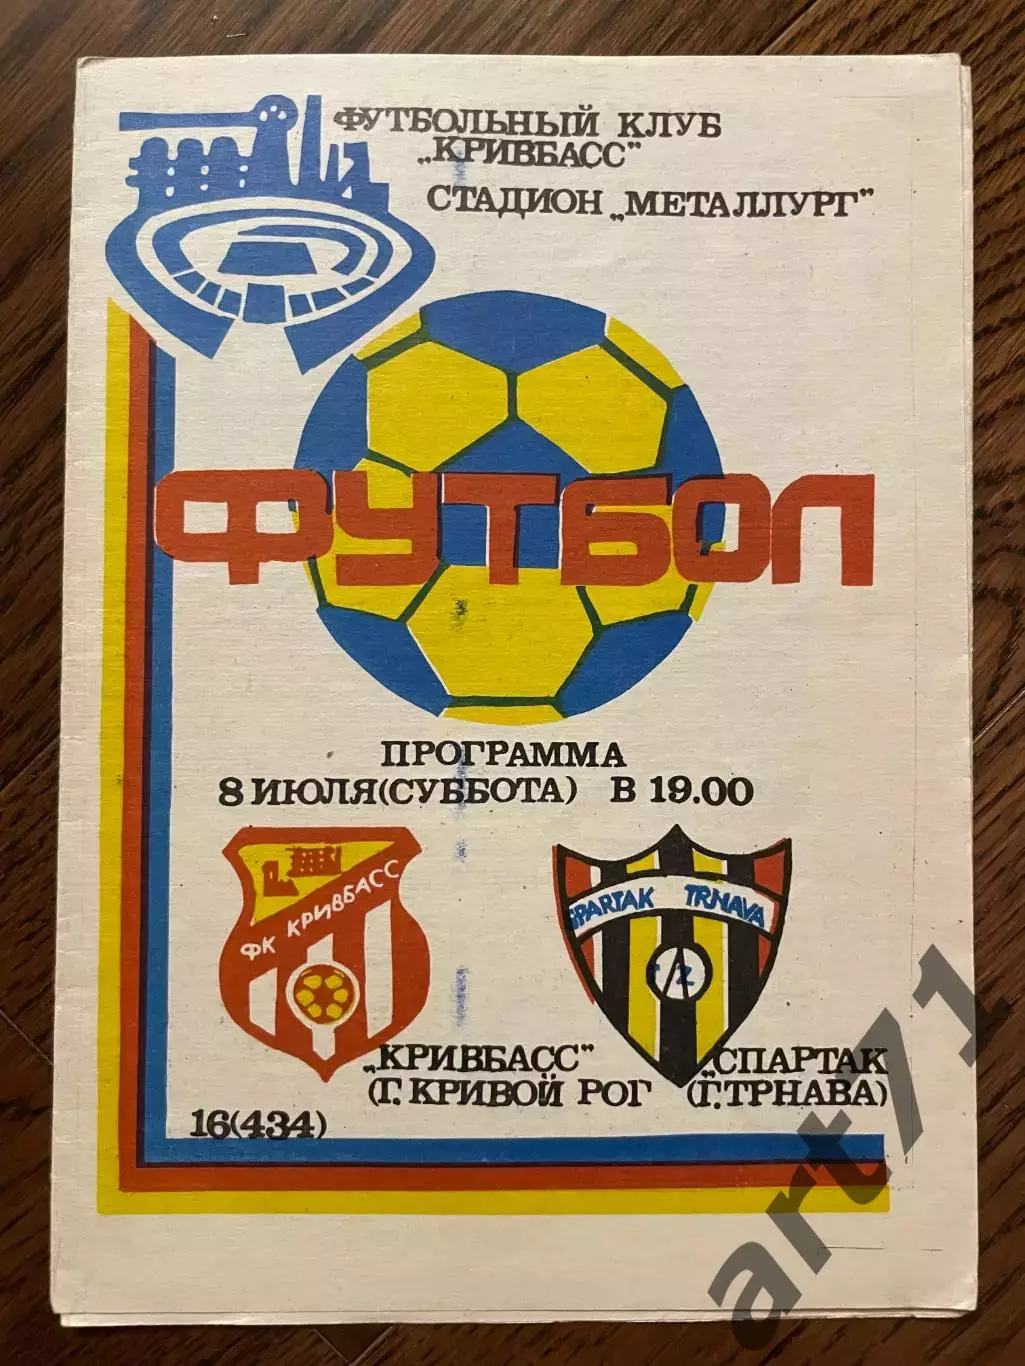 ФУТБОЛЬНЫЙ КЛУБ
„КРИВБАСС"
СТАДИОН „МЕТАЛЛУРГ"
ФУТБОЛ
ПРОГРАММА
8 ИЮЛЯ(СУББОТА) В 19.00
ФК КРИВБАСС
SPARTAK TRNAVA
„КРИВБАСС"
(Г. КРИВОЙ РОГ
„СПАРТАК
(Г.ТРНАВА)
16(434)
art71